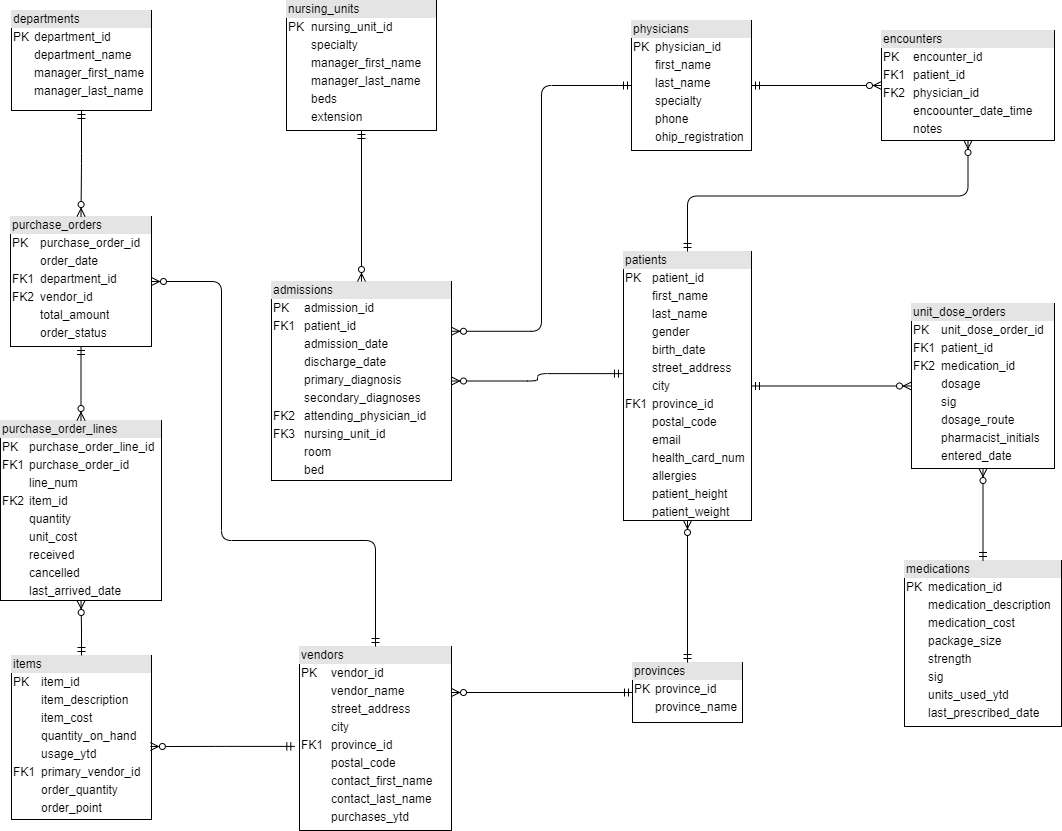 departments
PK department_id
department_name
manager_first_name
manager_last_name
nursing_units
PK nursing_unit_id
specialty
manager_first_name
manager_last_name
beds
extension
physicians
PK physician_id
first_name
last_name
specialty
phone
ohip_registration
encounters
PK encounter_id
FK1 patient_id
FK2 physician_id
encoounter_date_time
notes
purchase_orders
PK purchase_order_id
order_date
FK1 department_id
FK2 vendor_id
total_amount
order_status
admissions
PK admission_id
FK1 patient_id
admission_date
discharge_date
primary_diagnosis
secondary_diagnoses
FK2 attending_physician_id
FK3 nursing_unit_id
room
bed
patients
PK patient_id
first_name
last_name
gender
birth_date
street_address
city
FK1 province_id
postal_code
email
health_card_num
allergies
patient_height
patient_weight
unit_dose_orders
PK unit_dose_order_id
FK1 patient_id
FK2 medication_id
dosage
sig
dosage_route
pharmacist_initials
entered_date
purchase_order_lines
PK purchase_order_line_id
FK1 purchase_order_id
line_num
FK2 item_id
quantity
unit_cost
received
cancelled
last_arrived_date
medications
PK medication_id
medication_description
medication_cost
package_size
strength
sig
units_used_ytd
last_prescribed_date
items
PK item_id
item_description
item_cost
quantity_on_hand
usage_ytd
FK1 primary_vendor_id
order_quantity
order_point
vendors
PK vendor_id
vendor_name
street_address
city
FK1 province_id
postal_code
contact_first_name
contact_last_name
purchases_ytd
provinces
PK province_id
province_name